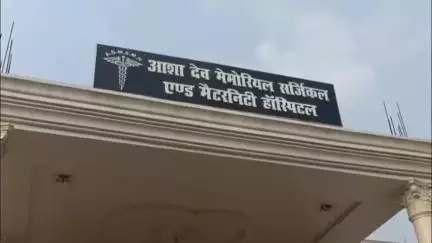 आशा देव मेमोरियल सर्जिकल
एण्ड मैटरनिटी हॉस्पिटल